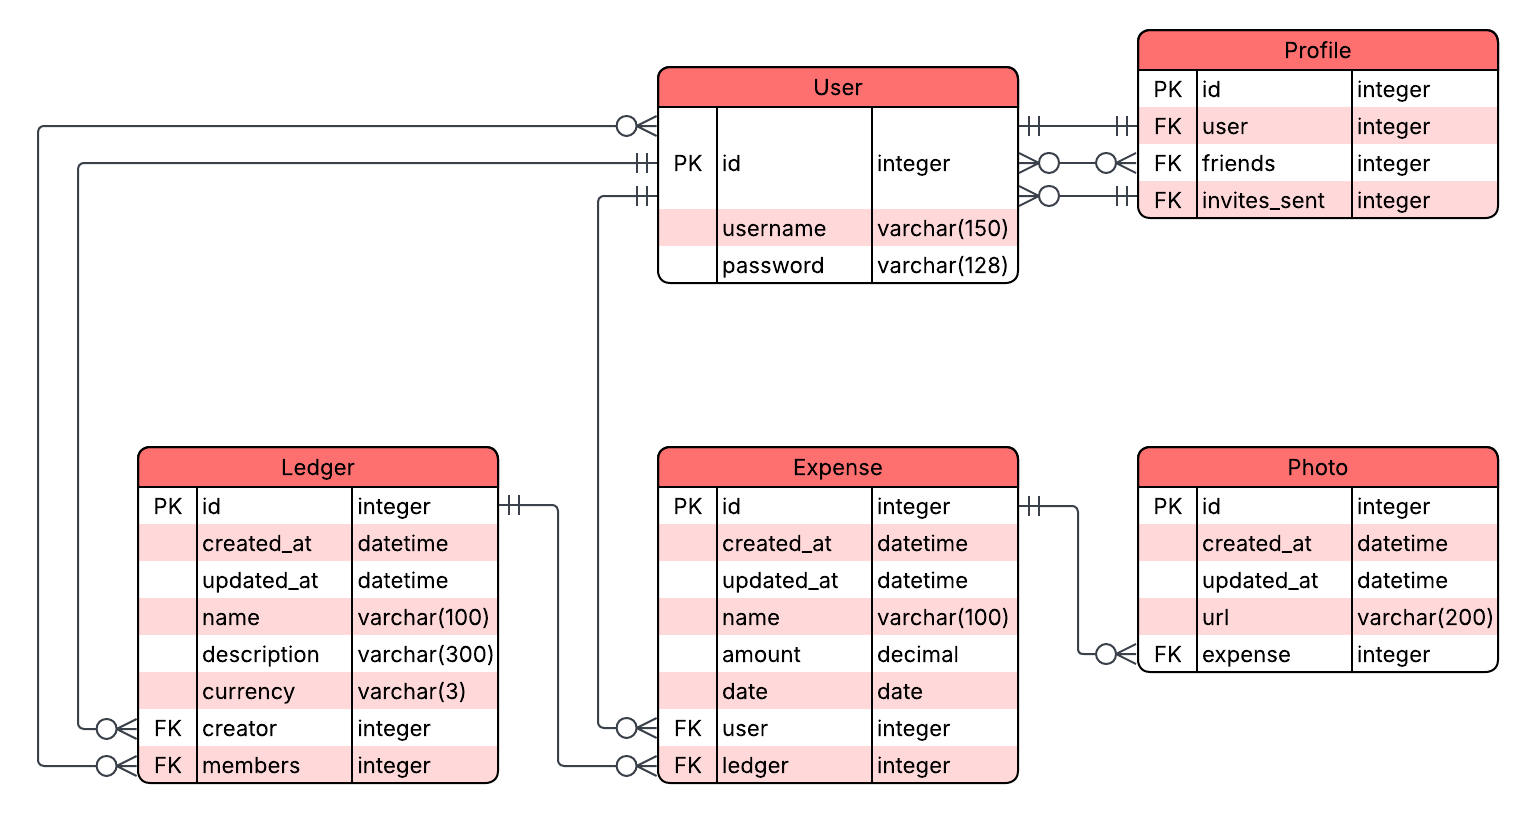 User
PK id integer
username varchar(150)
password varchar(128)
Profile
PK id integer
FK user integer
FK friends integer
FK invites_sent integer
Ledger
PK id integer
created_at datetime
updated_at datetime
name varchar(100)
description varchar(300)
currency varchar(3)
FK creator integer
FK members integer
Expense
PK id integer
created_at datetime
updated_at datetime
name varchar(100)
amount decimal
date date
FK user integer
FK ledger integer
Photo
PK id integer
created_at datetime
updated_at datetime
url varchar(200)
FK expense integer